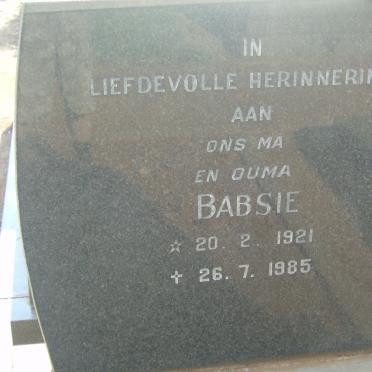 IN
LIEFDEVOLLE HERINNERIN
AAN
ONS MA
EN OUMA
BABSIE
☆ 20. 2. 1921
✝ 26. 7. 1985